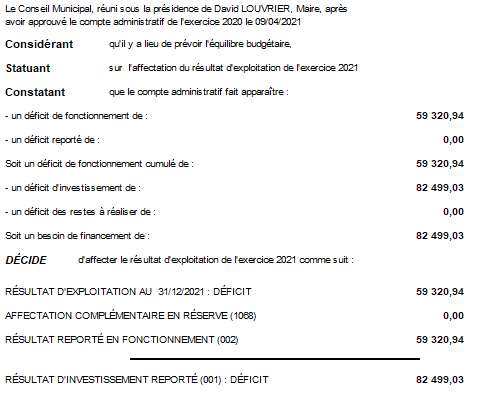 Le Conseil Municipal, réuni sous la présidence de David LOUVRIER, Maire, après
avoir approuvé le compte administratif de l'exercice 2020 le 09/04/2021
Considérant qu'il y a lieu de prévoir l'équilibre budgétaire,
Statuant sur l'affectation du résultat d'exploitation de l'exercice 2021
Constatant que le compte administratif fait apparaître :
- un déficit de fonctionnement de : 59 320,94
- un déficit reporté de : 0,00
Soit un déficit de fonctionnement cumulé de : 59 320,94
- un déficit d'investissement de : 82 499,03
- un déficit des restes à réaliser de : 0,00
Soit un besoin de financement de : 82 499,03
DÉCIDE d'affecter le résultat d'exploitation de l'exercice 2021 comme suit :
RÉSULTAT D'EXPLOITATION AU 31/12/2021 : DÉFICIT 59 320,94
AFFECTATION COMPLÉMENTAIRE EN RÉSERVE (1068) 0,00
RÉSULTAT REPORTÉ EN FONCTIONNEMENT (002) 59 320,94
RÉSULTAT D'INVESTISSEMENT REPORTÉ (001) : DÉFICIT 82 499,03